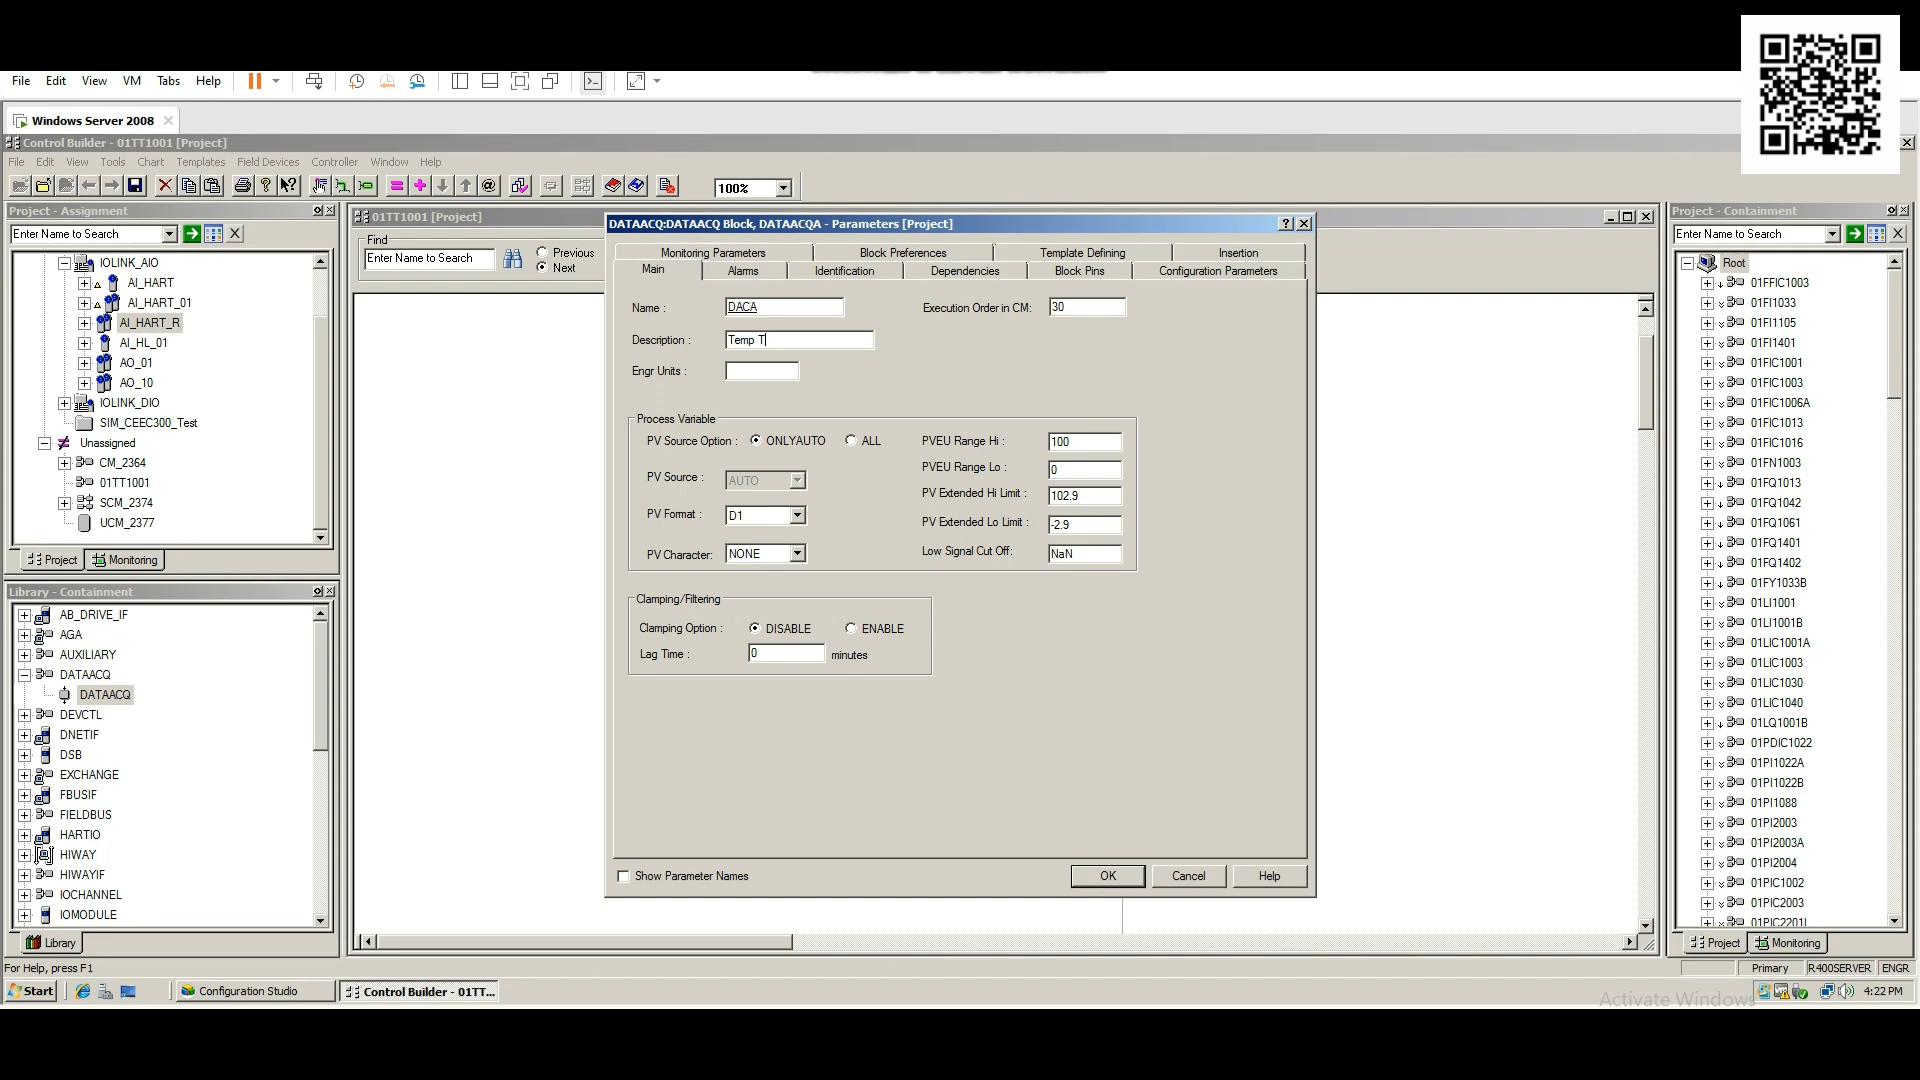 File Edit View VM Tabs Help
Windows Server 2008
Control Builder - 01TT1001 [Project]
File Edit View Tools Chart Templates Field Devices Controller Window Help
100%
Project - Assignment
Enter Name to Search
IOLINK_AIO
AI_HART
AI_HART_01
AI_HART_R
AI_HL_01
AO_01
AO_10
IOLINK_DIO
SIM_CEEC300_Test
Unassigned
CM_2364
01TT1001
SCM_2374
UCM_2377
Project Monitoring
Library - Containment
AB_DRIVE_IF
AGA
AUXILIARY
DATAACQ
DATAACQ
DEVCTL
DNETIF
DSB
EXCHANGE
FBUSIF
FIELDBUS
HARTIO
HIWAY
HIWAYIF
IOCHANNEL
IOMODULE
Library
01TT1001 [Project]
Find
Enter Name to Search
Previous
Next
DATAACQ:DATAACQ Block, DATAACQA - Parameters [Project]
Monitoring Parameters Block Preferences Template Defining Insertion
Main Alarms Identification Dependencies Block Pins Configuration Parameters
Name : DACA Execution Order in CM: 30
Description : Temp T
Engr Units :
Process Variable
PV Source Option : ONLYAUTO ALL PVEU Range Hi : 100
PVEU Range Lo : 0
PV Source : AUTO
PV Extended Hi Limit : 102.9
PV Format : D1
PV Extended Lo Limit : -2.9
PV Character: NONE Low Signal Cut Off: NaN
Clamping/Filtering
Clamping Option : DISABLE ENABLE
Lag Time : 0 minutes
Show Parameter Names OK Cancel Help
Project - Containment
Enter Name to Search
Root
01FFIC1003
01FI1033
01FI1105
01FI1401
01FIC1001
01FIC1003
01FIC1006A
01FIC1013
01FIC1016
01FN1003
01FQ1013
01FQ1042
01FQ1061
01FQ1401
01FQ1402
01FY1033B
01LI1001
01LI1001B
01LIC1001A
01LIC1003
01LIC1030
01LIC1040
01LQ1001B
01PDIC1022
01PI1022A
01PI1022B
01PI1088
01PI2003
01PI2003A
01PI2004
01PIC1002
01PIC2003
01PIC2201L
Project Monitoring
For Help, press F1
Primary R400SERVER ENGR
Start Configuration Studio Control Builder - 01TT...
Activate Windows
4:22 PM